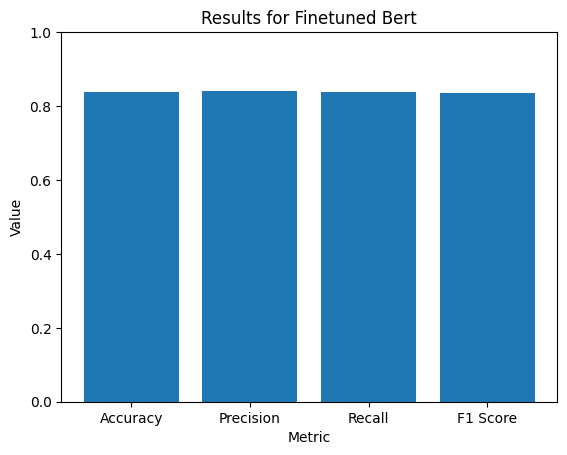 Results for Finetuned Bert
1.0
0.8
0.6
0.4
0.2
0.0
Value
Accuracy Precision Recall F1 Score
Metric